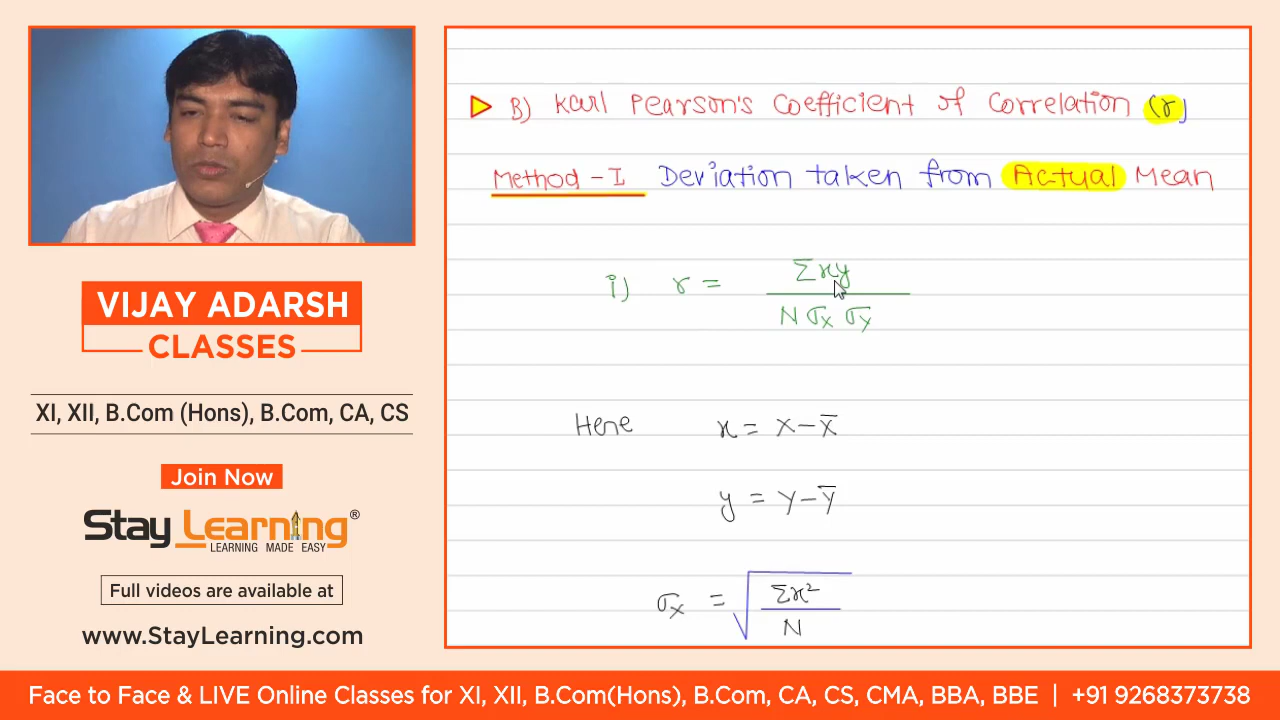 B) Karl Pearson's Coefficient of Correlation (r)
Method - I Deviation taken from Actual Mean
i) r = Σxy / N σx σy
Here x = X - X̅
y = Y - Y̅
σx = √(Σx² / N)
VIJAY ADARSH
CLASSES
XI, XII, B.Com (Hons), B.Com, CA, CS
Join Now
Stay Learning®
LEARNING MADE EASY
Full videos are available at
www.StayLearning.com
Face to Face & LIVE Online Classes for XI, XII, B.Com(Hons), B.Com, CA, CS, CMA, BBA, BBE | +91 9268373738